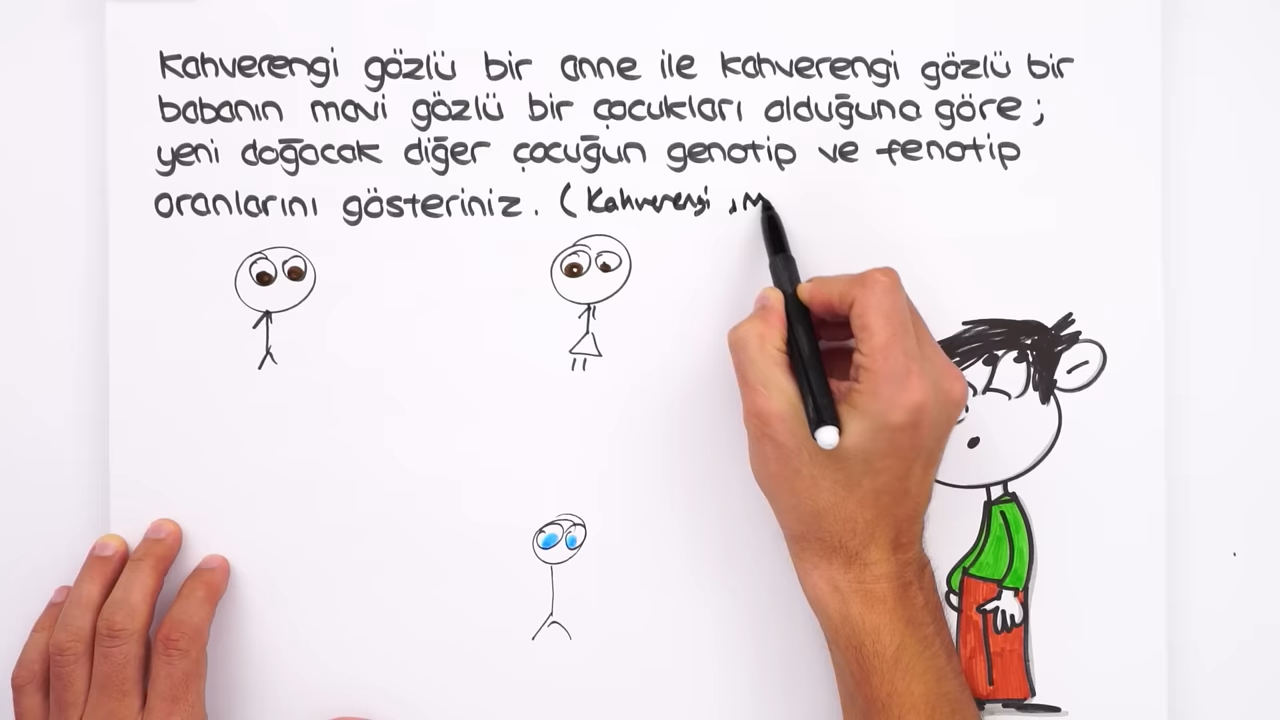 Kahverengi gözlü bir anne ile kahverengi gözlü bir
babanın mavi gözlü bir çocukları olduğuna göre;
yeni doğacak diğer çocuğun genotip ve fenotip
oranlarını gösteriniz. (Kahverengi, M